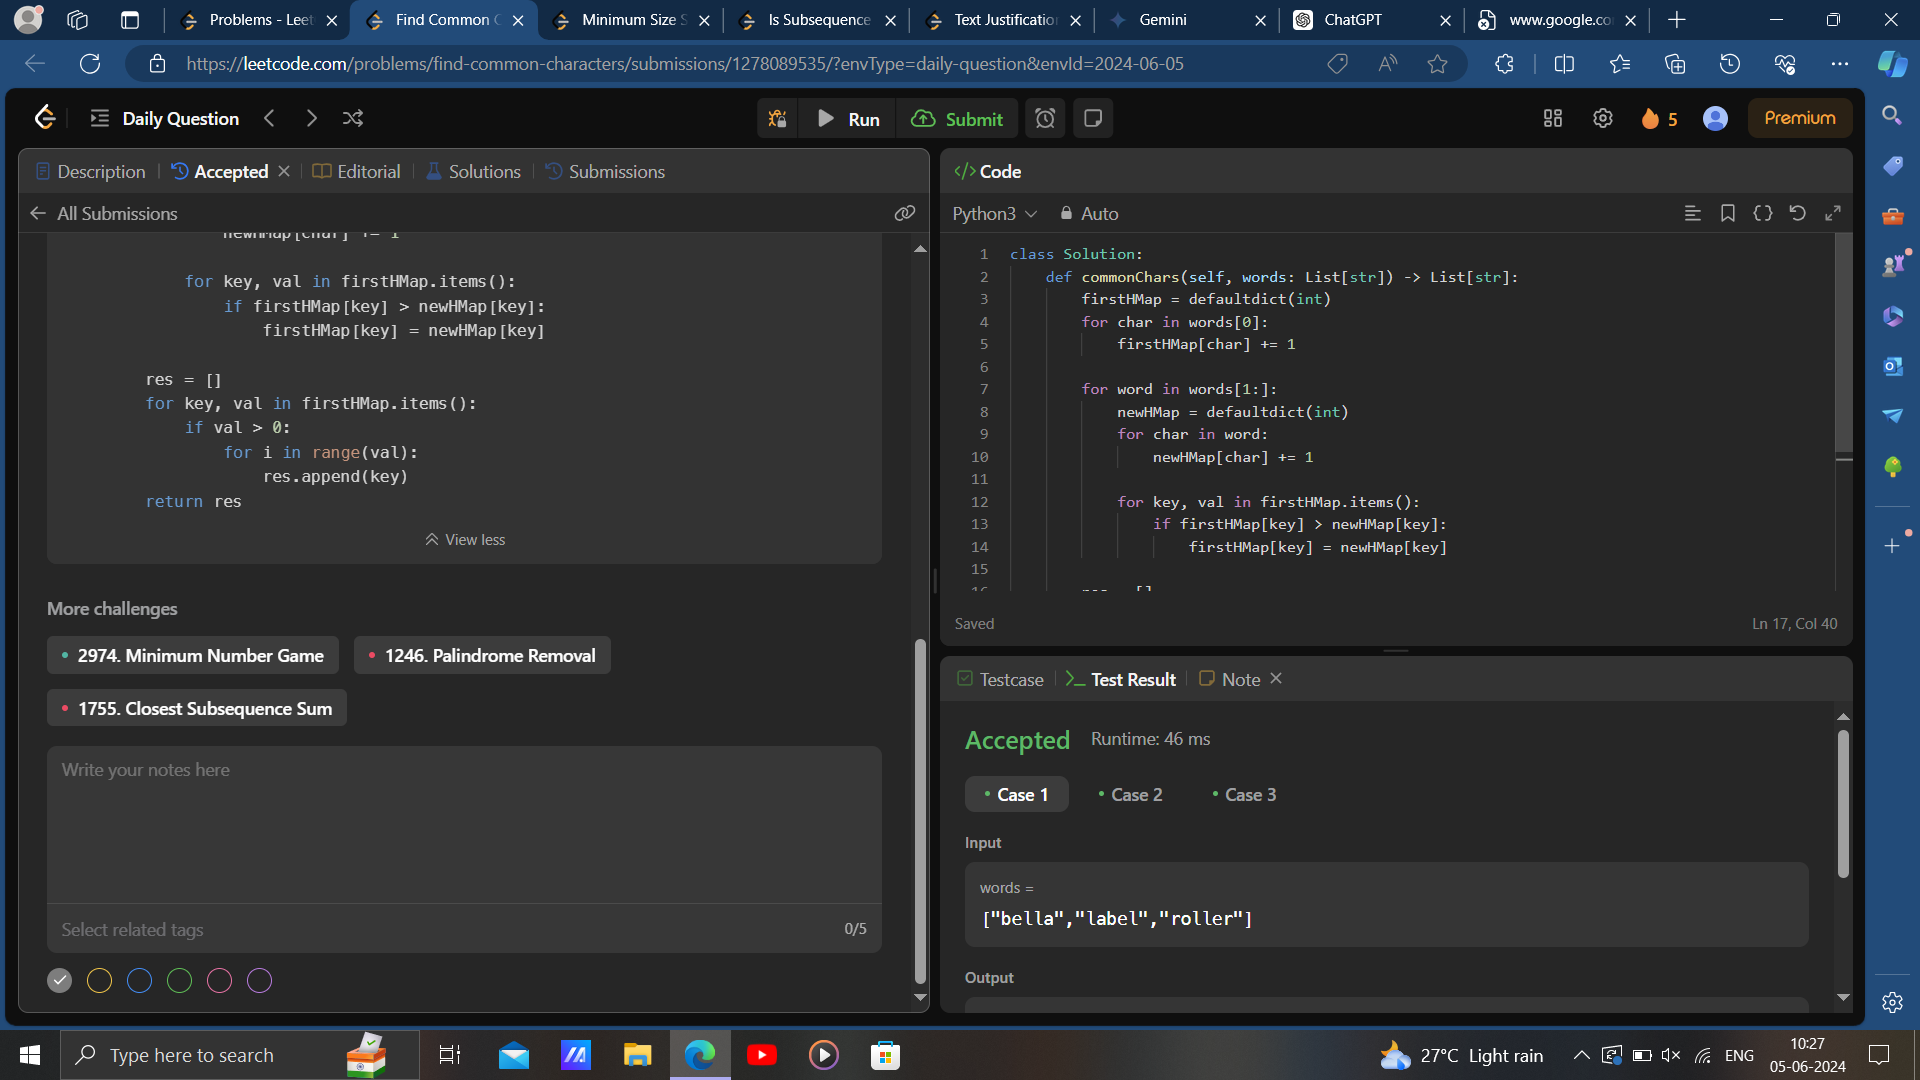 Problems - Leet
Find Common C
Minimum Size S
Is Subsequence
Text Justification
Gemini
ChatGPT
www.google.co
https://leetcode.com/problems/find-common-characters/submissions/1278089535/?envType=daily-question&envId=2024-06-05
Daily Question
Run
Submit
5
Premium
Description
Accepted
Editorial
Solutions
Submissions
All Submissions
newHMap[char] += 1
for key, val in firstHMap.items():
if firstHMap[key] > newHMap[key]:
firstHMap[key] = newHMap[key]
res = []
for key, val in firstHMap.items():
if val > 0:
for i in range(val):
res.append(key)
return res
View less
More challenges
2974. Minimum Number Game
1246. Palindrome Removal
1755. Closest Subsequence Sum
Write your notes here
Select related tags
0/5
</> Code
Python3
Auto
1 class Solution:
2 def commonChars(self, words: List[str]) -> List[str]:
3 firstHMap = defaultdict(int)
4 for char in words[0]:
5 firstHMap[char] += 1
6
7 for word in words[1:]:
8 newHMap = defaultdict(int)
9 for char in word:
10 newHMap[char] += 1
11
12 for key, val in firstHMap.items():
13 if firstHMap[key] > newHMap[key]:
14 firstHMap[key] = newHMap[key]
15
16 res = []
Saved
Ln 17, Col 40
Testcase
Test Result
Note
Accepted
Runtime: 46 ms
Case 1
Case 2
Case 3
Input
words =
["bella","label","roller"]
Output
Type here to search
27°C Light rain
ENG
10:27
05-06-2024